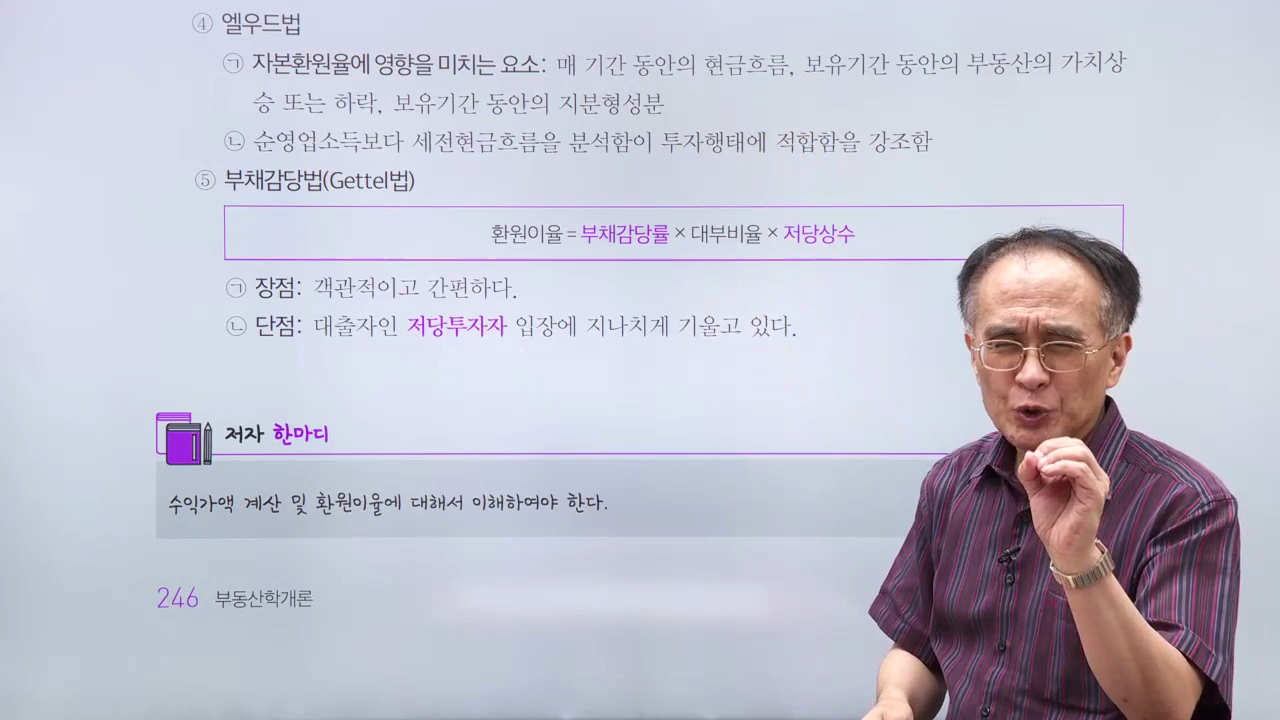 ④ 엘우드법
㉠ 자본환원율에 영향을 미치는 요소: 매 기간 동안의 현금흐름, 보유기간 동안의 부동산의 가치상
승 또는 하락, 보유기간 동안의 지분형성분
㉡ 순영업소득보다 세전현금흐름을 분석함이 투자행태에 적합함을 강조함
⑤ 부채감당법(Gettel법)
환원이율 = 부채감당률 × 대부비율 × 저당상수
㉠ 장점: 객관적이고 간편하다.
㉡ 단점: 대출자인 저당투자자 입장에 지나치게 기울고 있다.
저자 한마디
수익가액 계산 및 환원이율에 대해서 이해하여야 한다.
246 부동산학개론